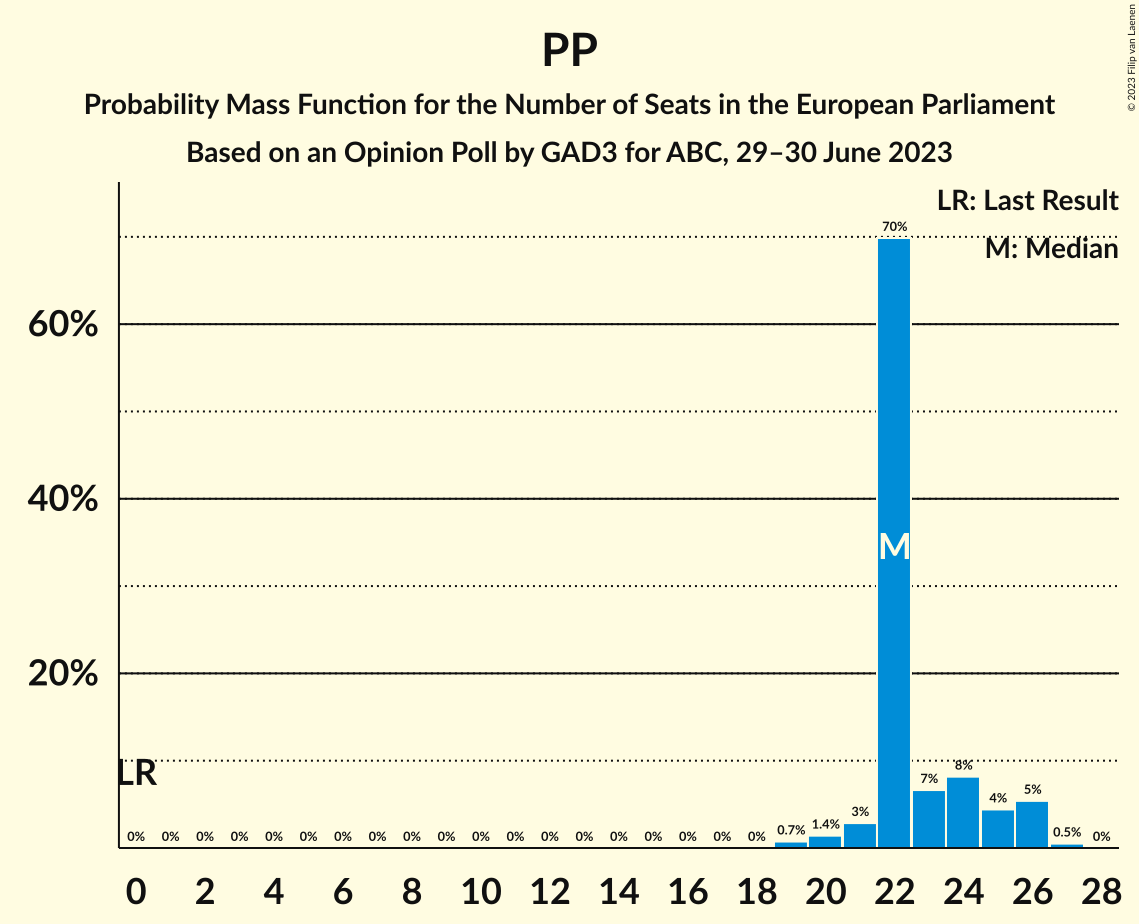 PP
Probability Mass Function for the Number of Seats in the European Parliament
Based on an Opinion Poll by GAD3 for ABC, 29–30 June 2023
© 2023 Filip van Laenen
LR: Last Result
M: Median
60%
40%
20%
LR
M
0% 0% 0% 0% 0% 0% 0% 0% 0% 0% 0% 0% 0% 0% 0% 0% 0% 0% 0% 0.7% 1.4% 3% 70% 7% 8% 4% 5% 0.5% 0%
0 2 4 6 8 10 12 14 16 18 20 22 24 26 28